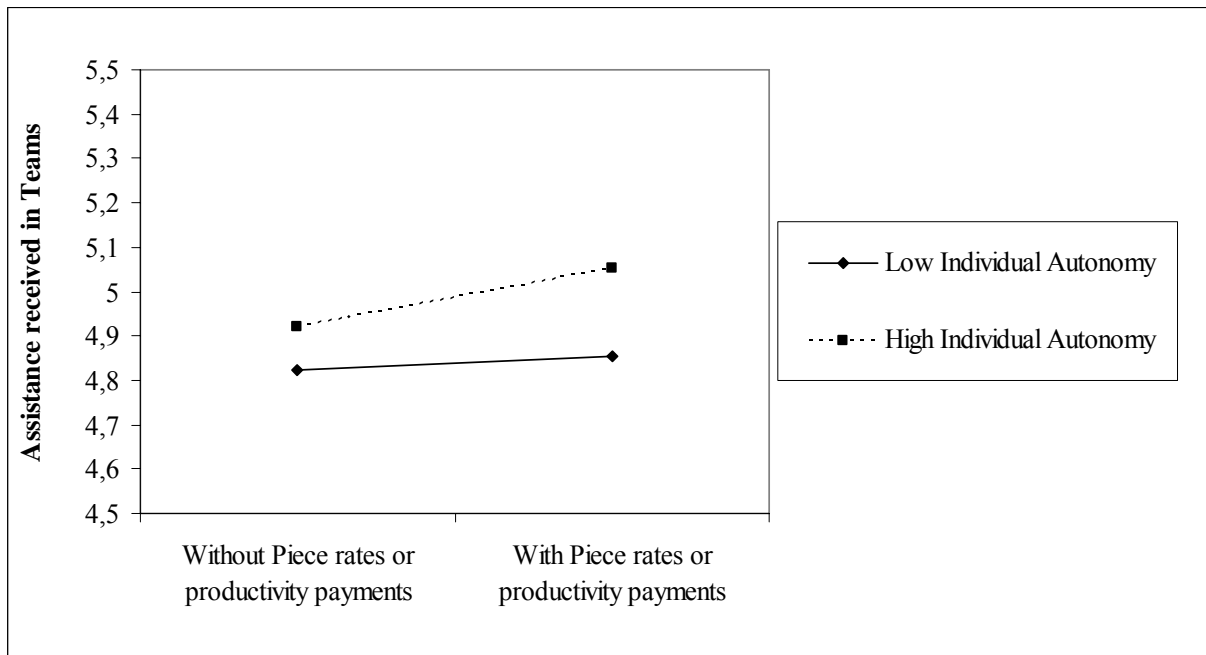 Assistance received in Teams
5,5
5,4
5,3
5,2
5,1
5
4,9
4,8
4,7
4,6
4,5
Without Piece rates or
productivity payments
With Piece rates or
productivity payments
Low Individual Autonomy
High Individual Autonomy